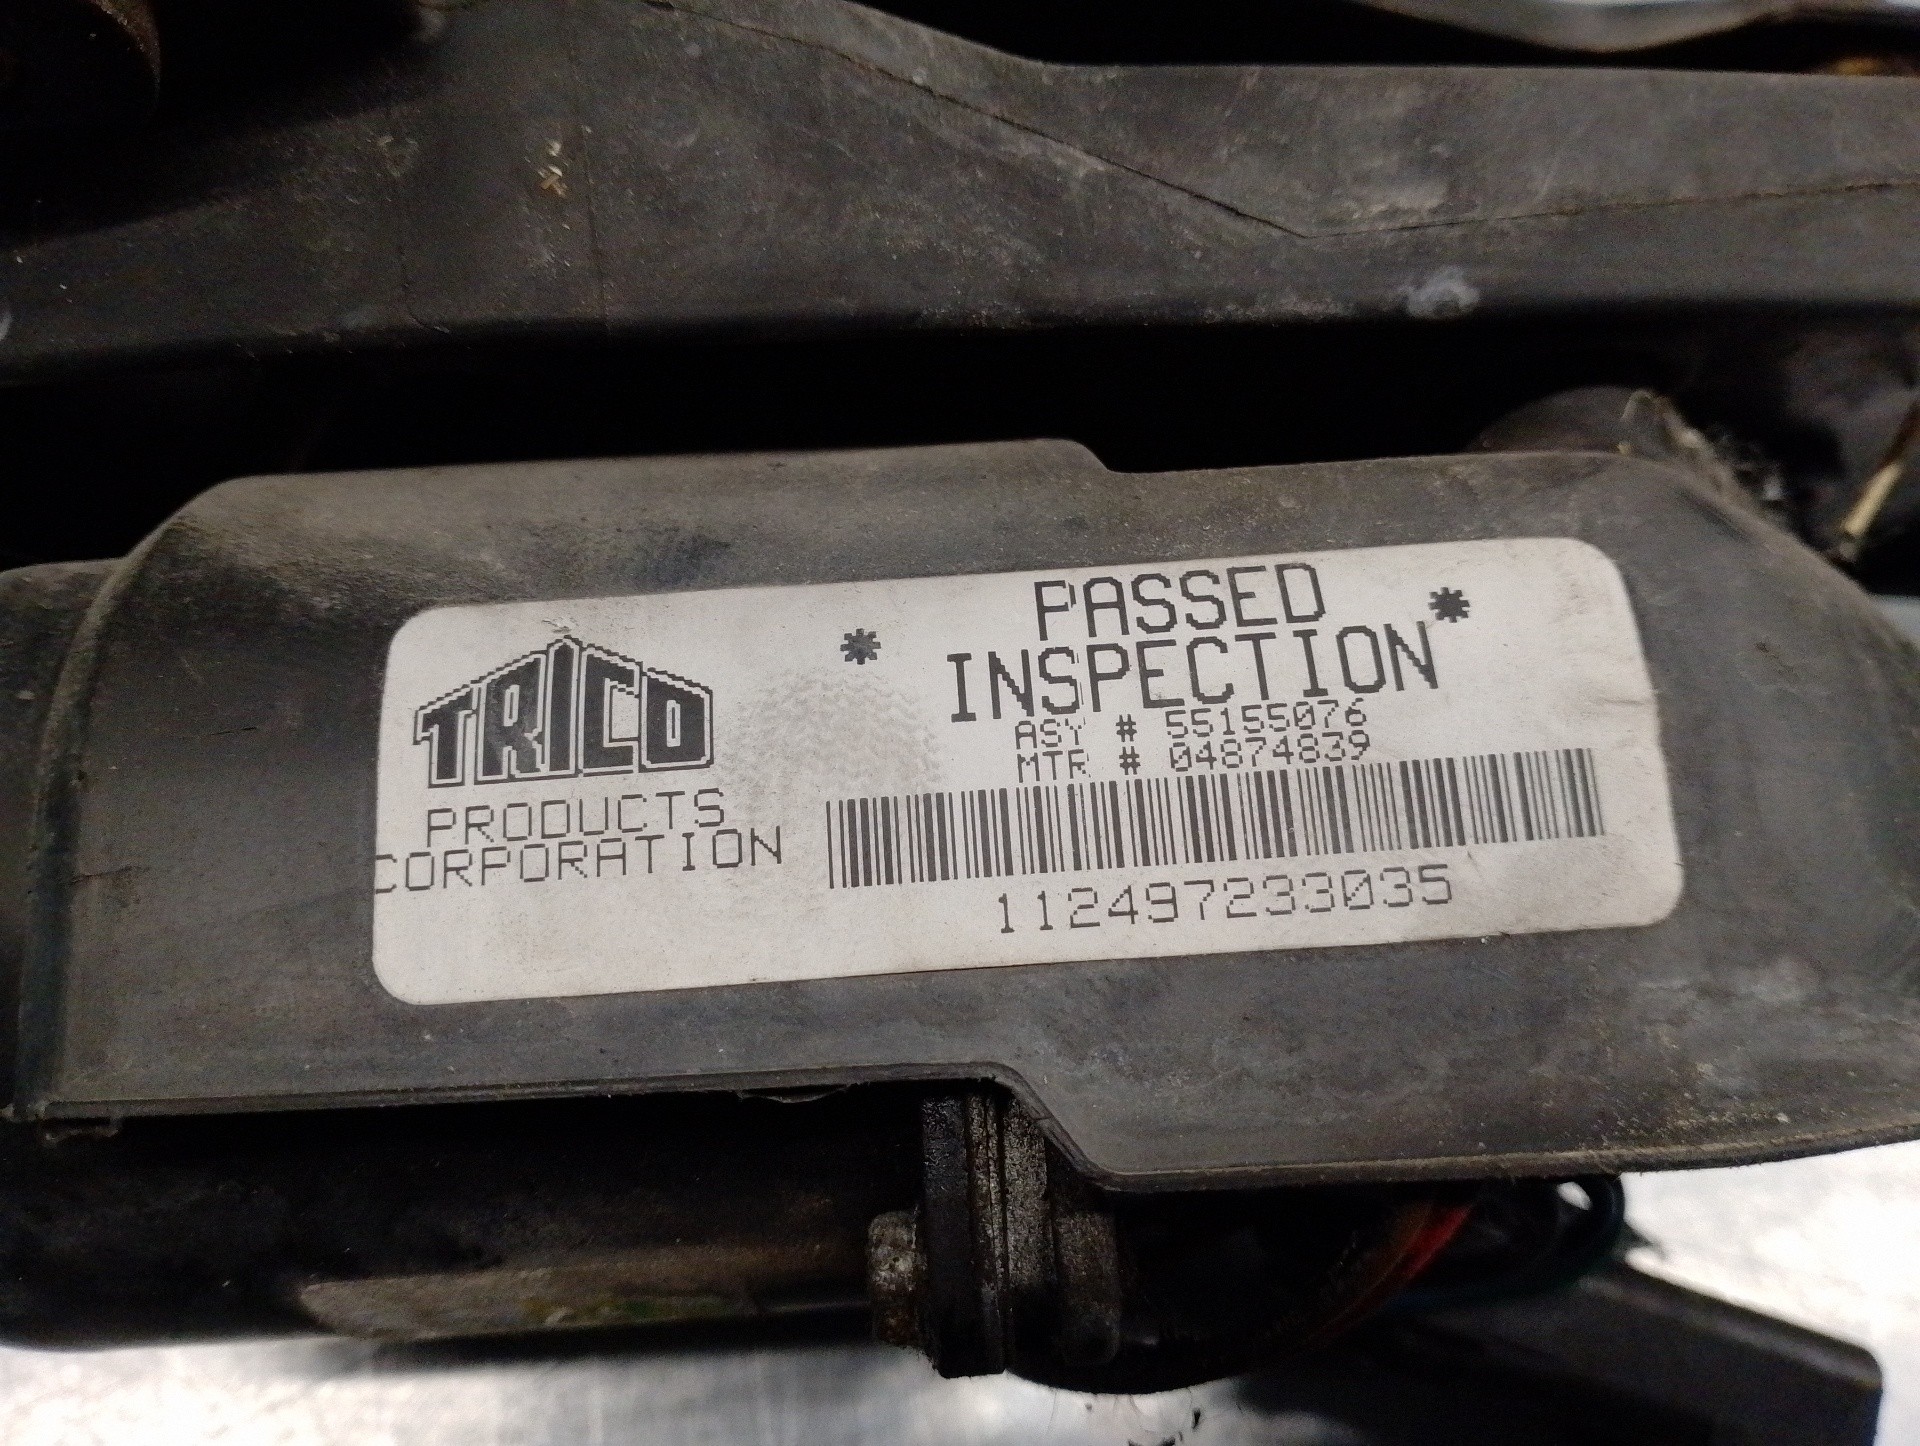 TRICO
PRODUCTS
CORPORATION
* PASSED *
INSPECTION
ASY # 55155076
MTR # 04874839
112497233035